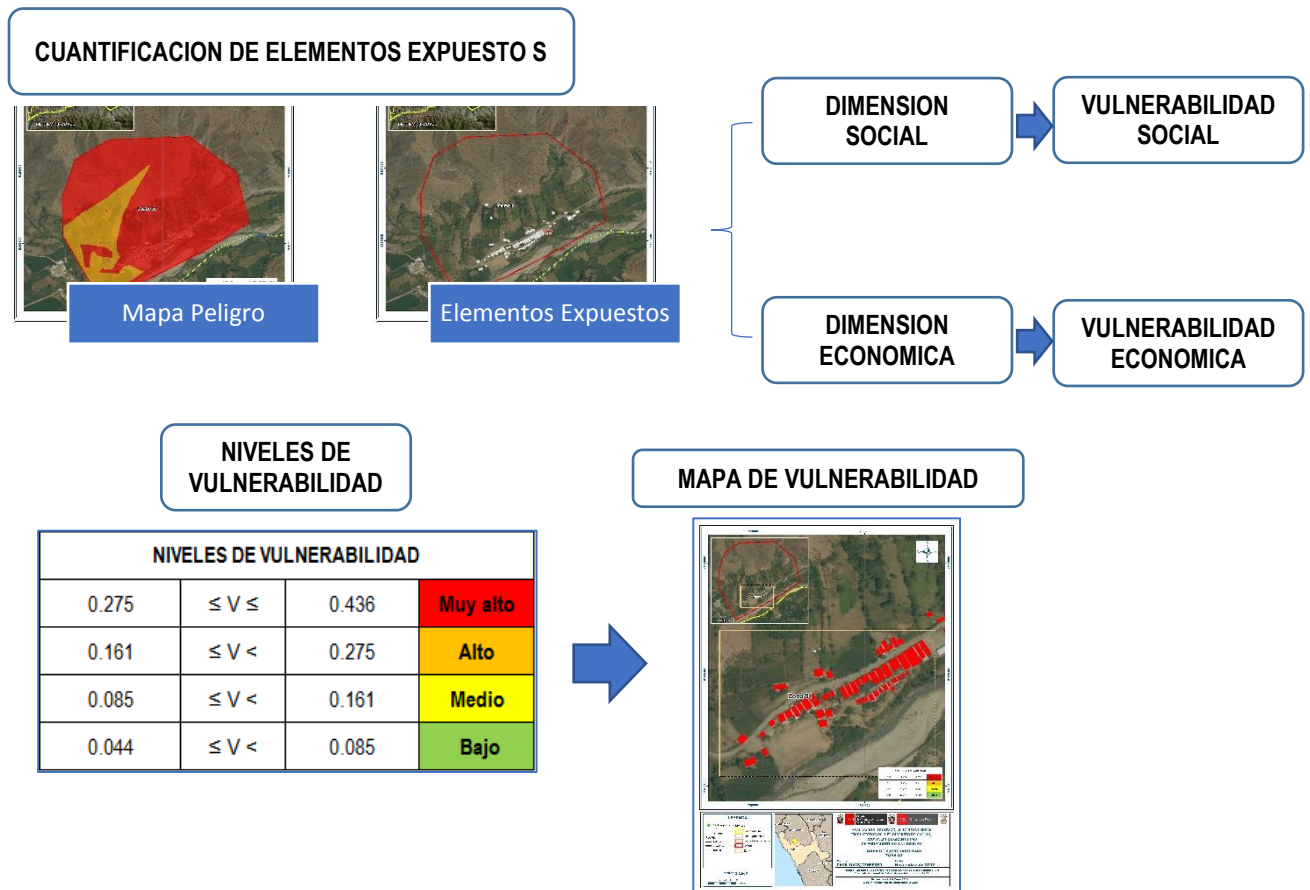 CUANTIFICACION DE ELEMENTOS EXPUESTO S
Mapa Peligro
Elementos Expuestos
DIMENSION
SOCIAL
VULNERABILIDAD
SOCIAL
DIMENSION
ECONOMICA
VULNERABILIDAD
ECONOMICA
NIVELES DE
VULNERABILIDAD
NIVELES DE VULNERABILIDAD
0.275 ≤ V ≤ 0.436 Muy alto
0.161 ≤ V < 0.275 Alto
0.085 ≤ V < 0.161 Medio
0.044 ≤ V < 0.085 Bajo
MAPA DE VULNERABILIDAD